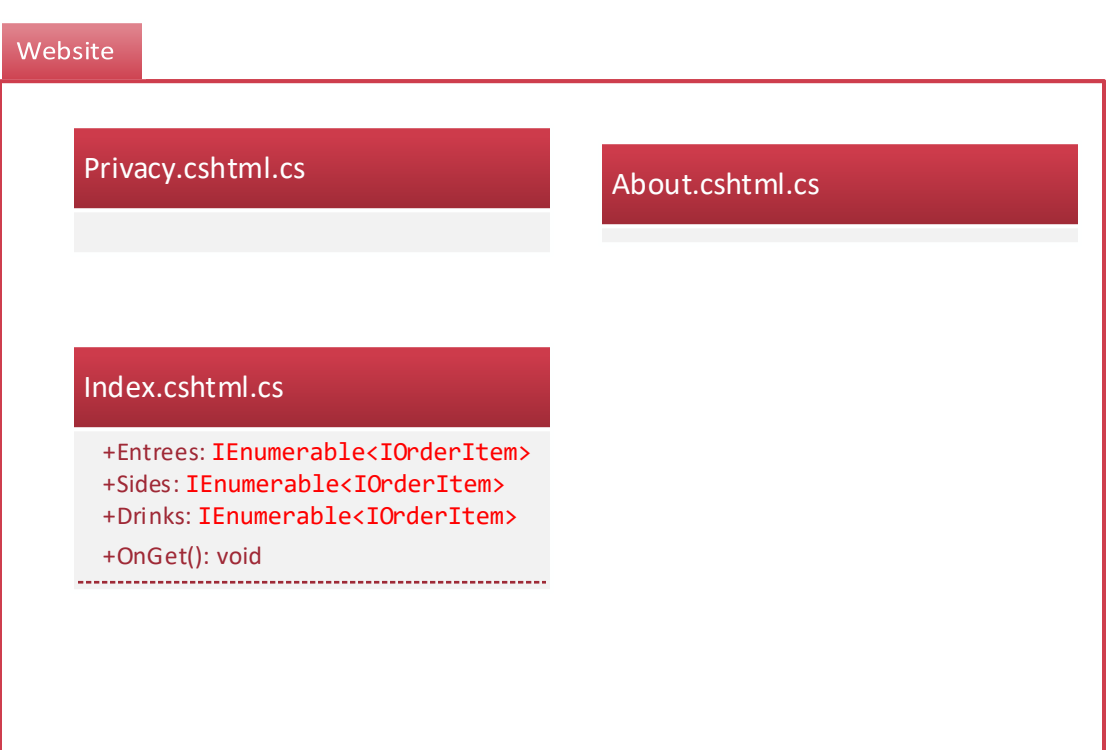 Website
Privacy.cshtml.cs
About.cshtml.cs
Index.cshtml.cs
+Entrees: IEnumerable<IOrderItem>
+Sides: IEnumerable<IOrderItem>
+Drinks: IEnumerable<IOrderItem>
+OnGet(): void